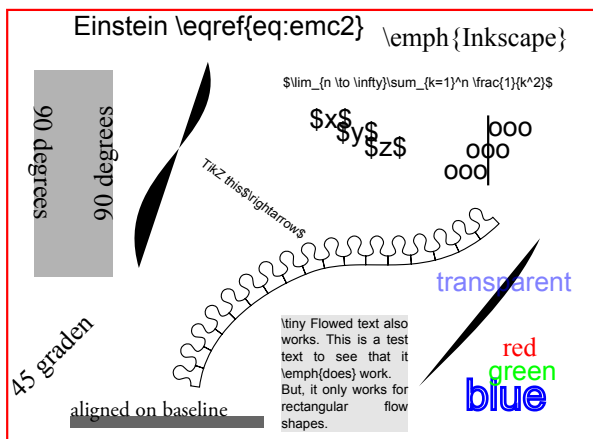 Einstein \eqref{eq:emc2}
\emph{Inkscape}
$\lim_{n \to \infty}\sum_{k=1}^n \frac{1}{k^2}$
90 degrees
90 degrees
$x$
$y$
$z$
ooo
ooo
ooo
TikZ this$\rightarrow$
transparent
45 graden
\tiny Flowed text also
works. This is a test
text to see that it
\emph{does} work.
But, it only works for
rectangular flow
shapes.
red
green
blue
aligned on baseline